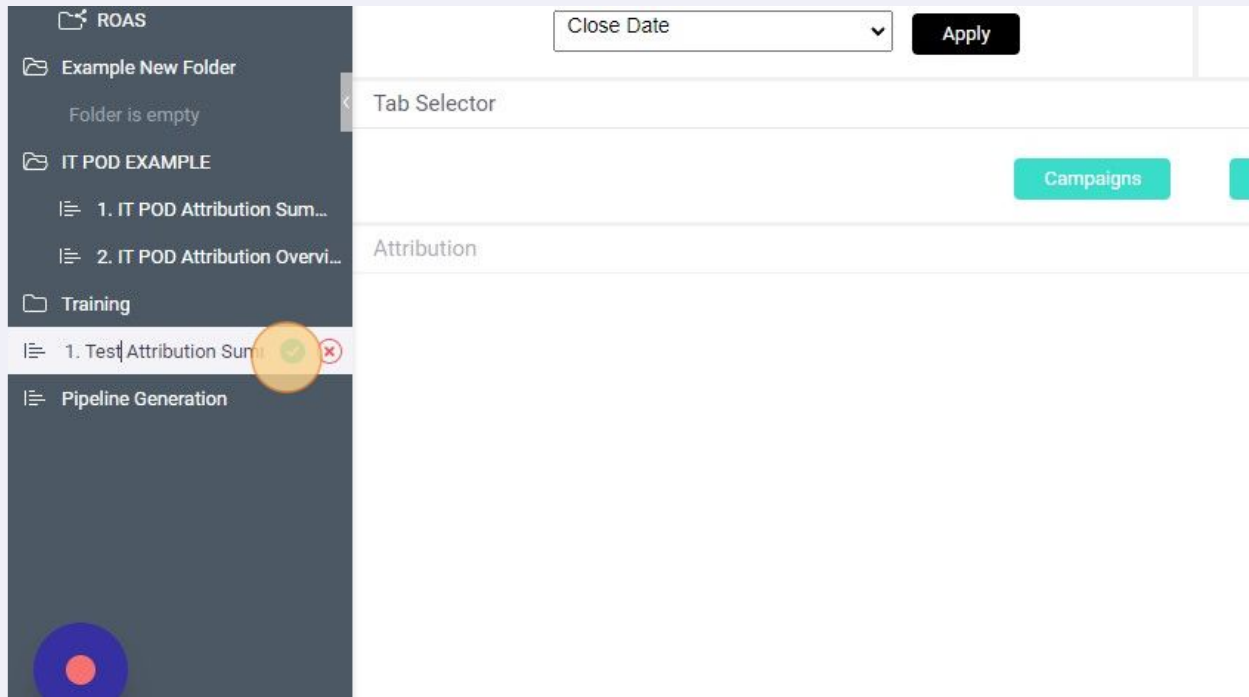 ROAS
Example New Folder
Folder is empty
IT POD EXAMPLE
1. IT POD Attribution Sum...
2. IT POD Attribution Overvi...
Training
1. Test Attribution Sum
Pipeline Generation
Close Date
Apply
Tab Selector
Campaigns
Attribution